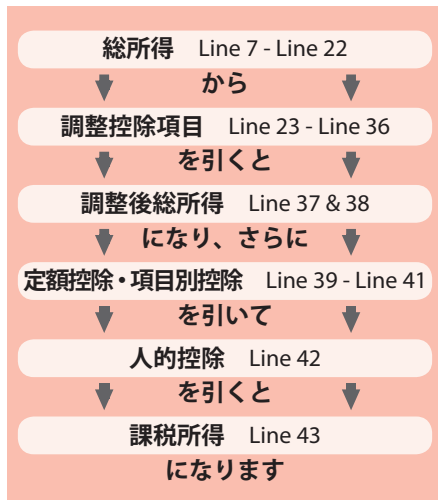 総所得 Line 7 - Line 22
から
調整控除項目 Line 23 - Line 36
を引くと
調整後総所得 Line 37 & 38
になり、さらに
定額控除・項目別控除 Line 39 - Line 41
を引いて
人的控除 Line 42
を引くと
課税所得 Line 43
になります